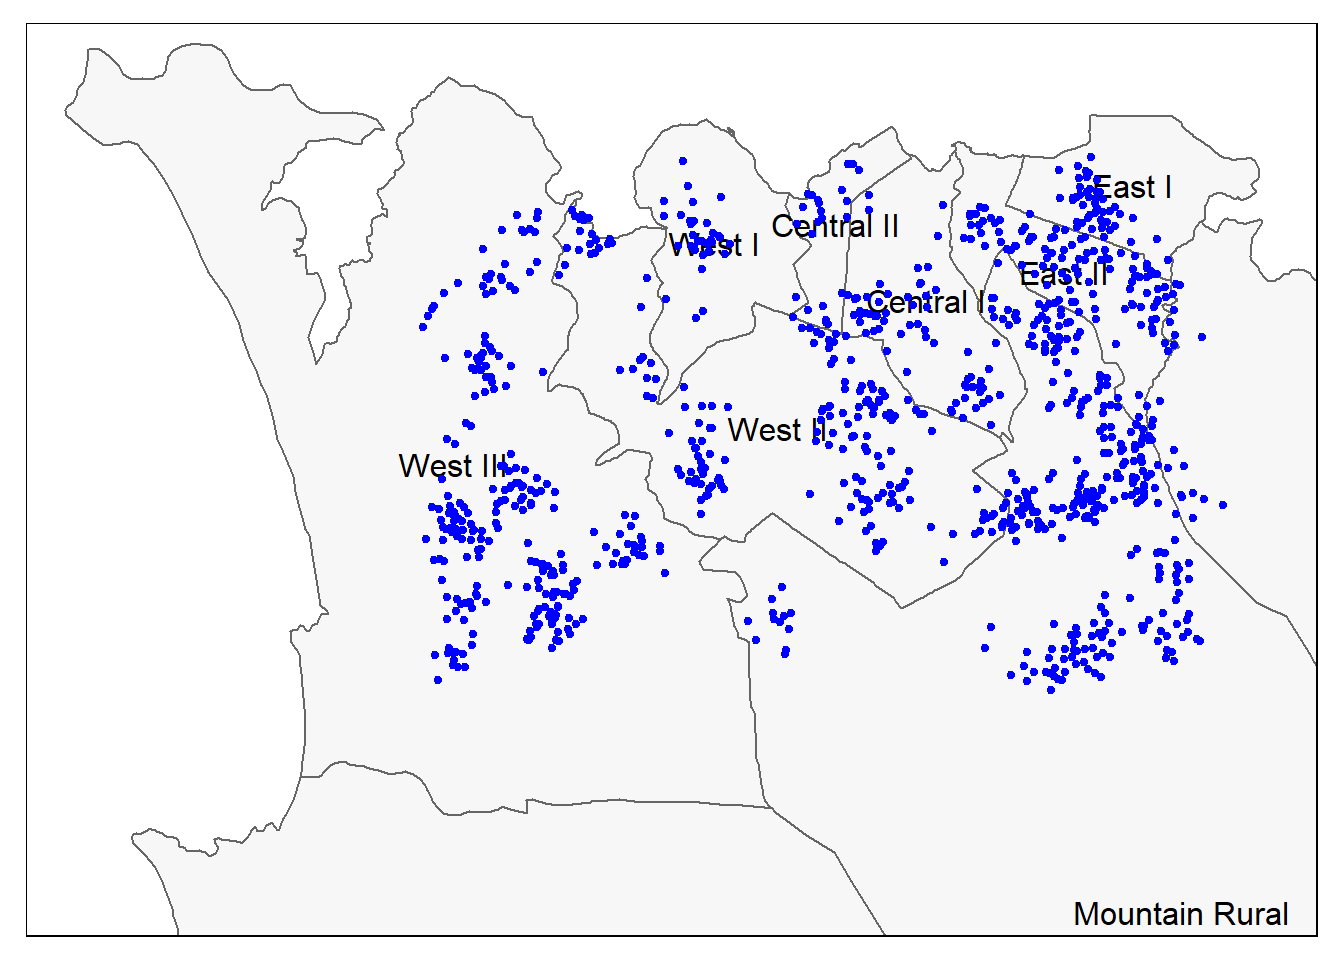 East I
Central II
West I
East II
Central I
West II
West III
Mountain Rural